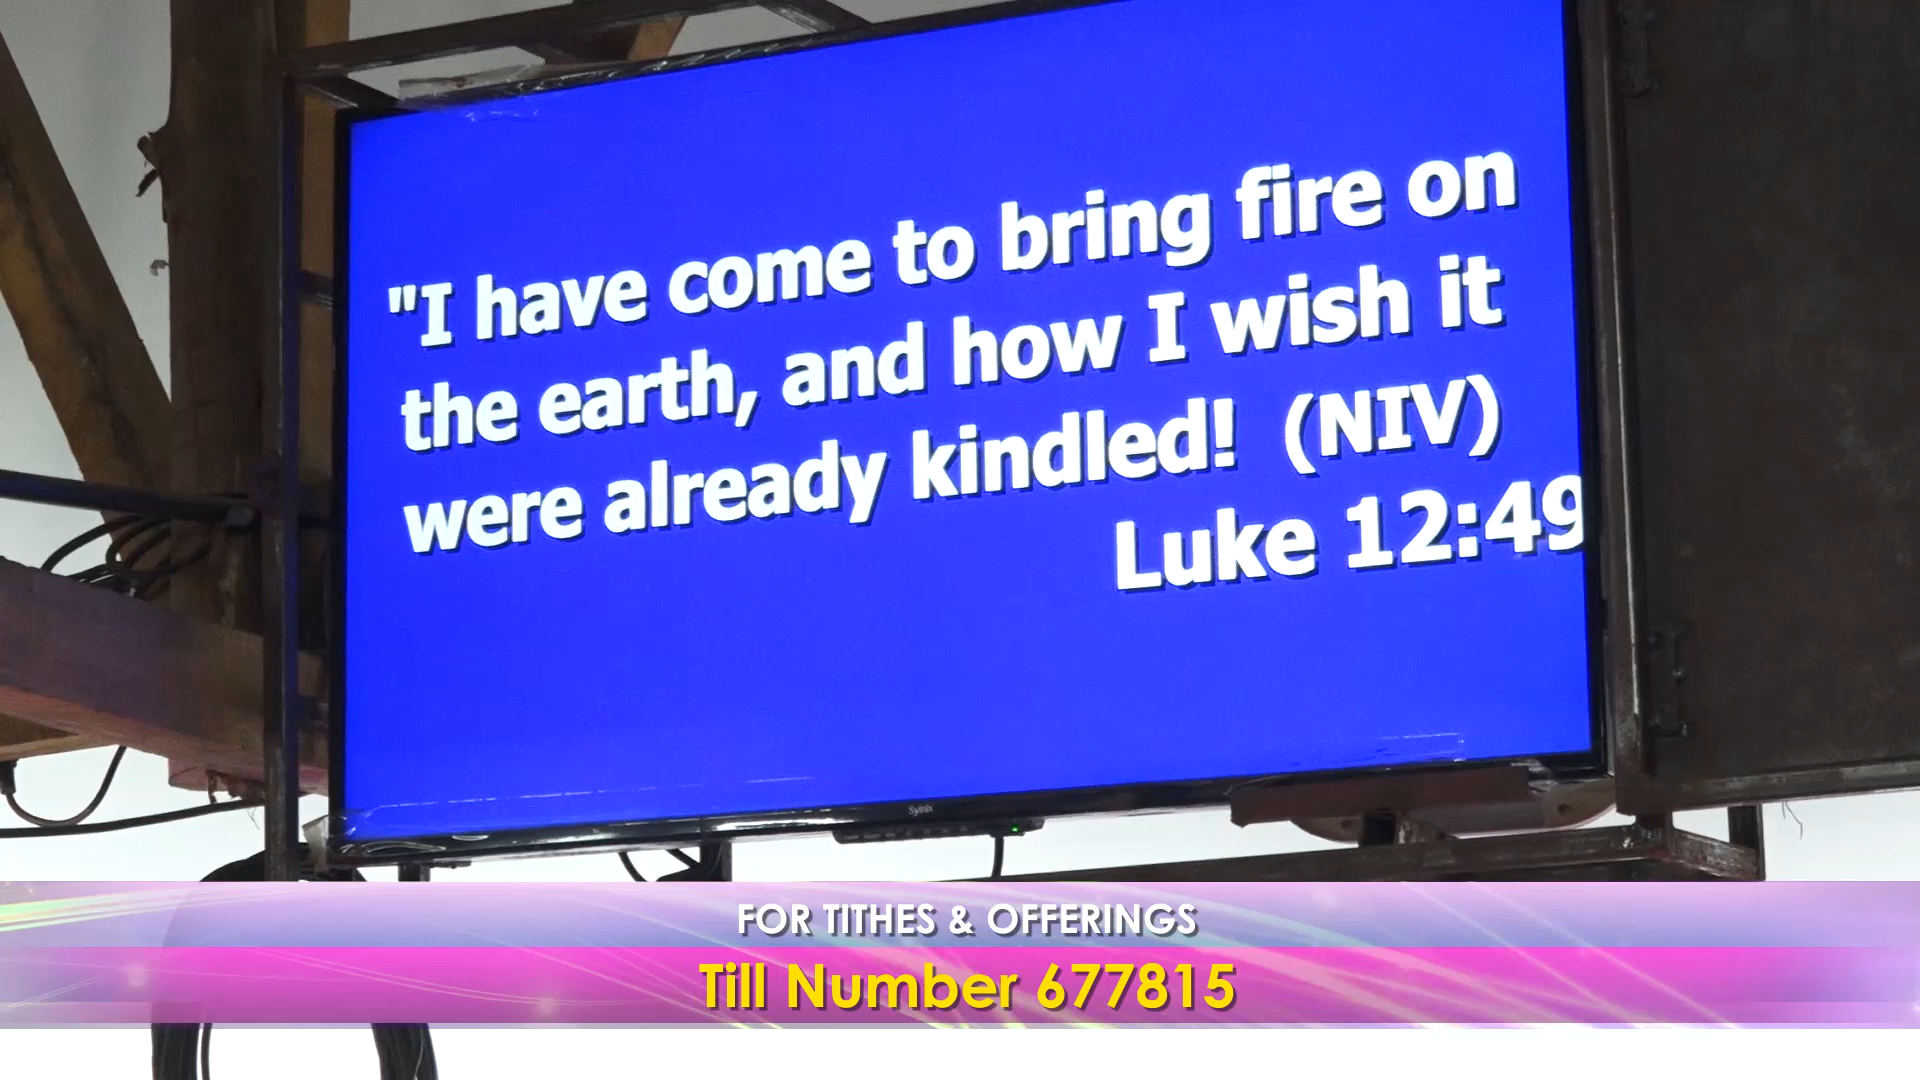 "I have come to bring fire on
the earth, and how I wish it
were already kindled!  (NIV)
Luke 12:49
Sylnix
FOR TITHES & OFFERINGS
Till Number 677815